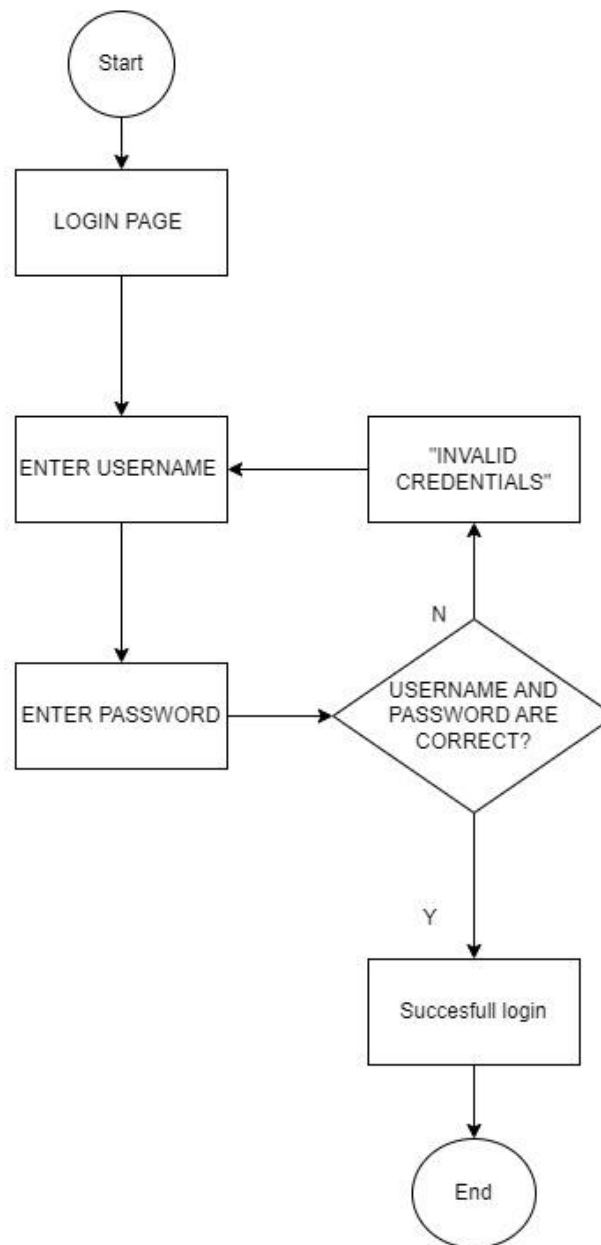 Start
LOGIN PAGE
ENTER USERNAME
"INVALID
CREDENTIALS"
N
ENTER PASSWORD
USERNAME AND
PASSWORD ARE
CORRECT?
Y
Succesfull login
End